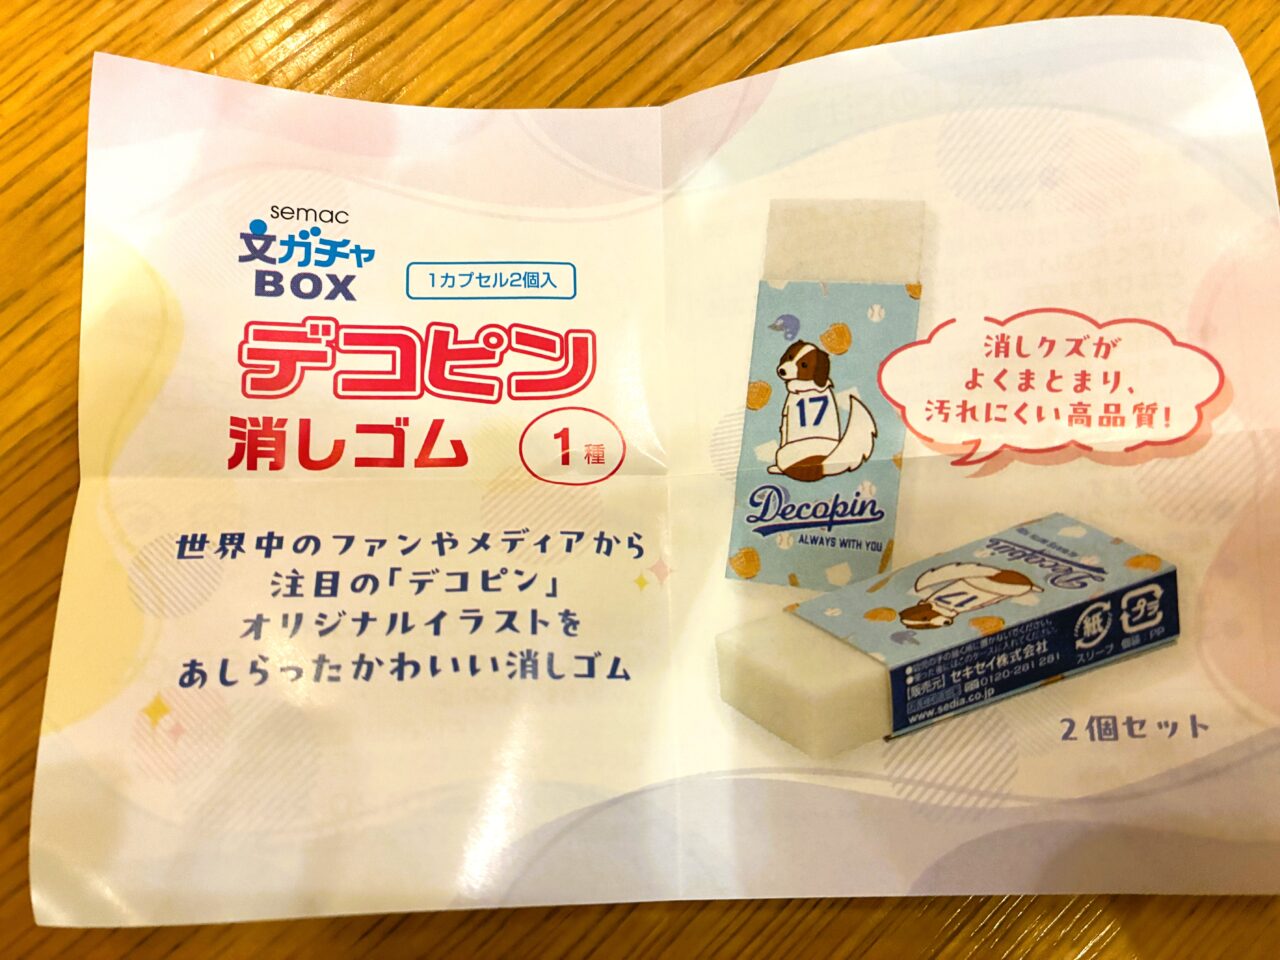 semac
文ガチャ
BOX
1カプセル2個入
デコピン
消しゴム
1種
世界中のファンやメディアから
注目の「デコピン」
オリジナルイラストを
あしらったかわいい消しゴム
消しクズが
よくまとまり、
汚れにくい高品質!
17
Decopin
ALWAYS WITH YOU
Decopin
17
【販売元】セキセイ株式会社
0120-281 281
www.sedia.co.jp
紙
スリーブ
プラ
個装:PP
2個セット